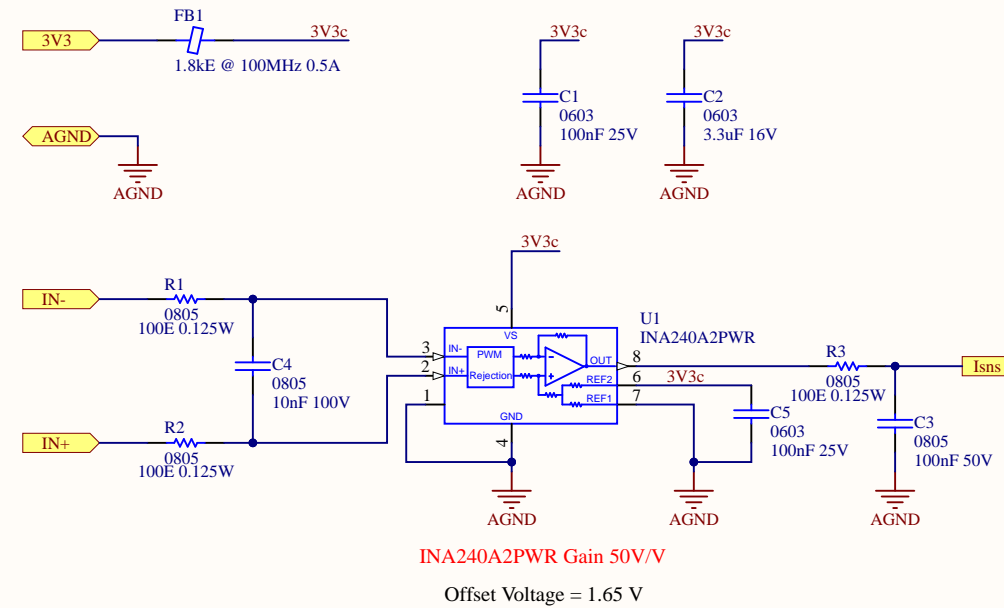 FB1
3V3
3V3c
1.8kE @ 100MHz 0.5A
3V3c
C1
0603
100nF 25V
3V3c
C2
0603
3.3uF 16V
AGND
AGND
AGND
AGND
3V3c
IN-
R1
0805
100E 0.125W
C4
0805
10nF 100V
IN+
R2
0805
100E 0.125W
5
VS
U1
INA240A2PWR
3
IN-
2
IN+
1
PWM
Rejection
OUT
8
REF2
6
3V3c
REF1
7
GND
4
R3
0805
100E 0.125W
Isns
C5
0603
100nF 25V
C3
0805
100nF 50V
AGND
AGND
AGND
INA240A2PWR Gain 50V/V
Offset Voltage = 1.65 V